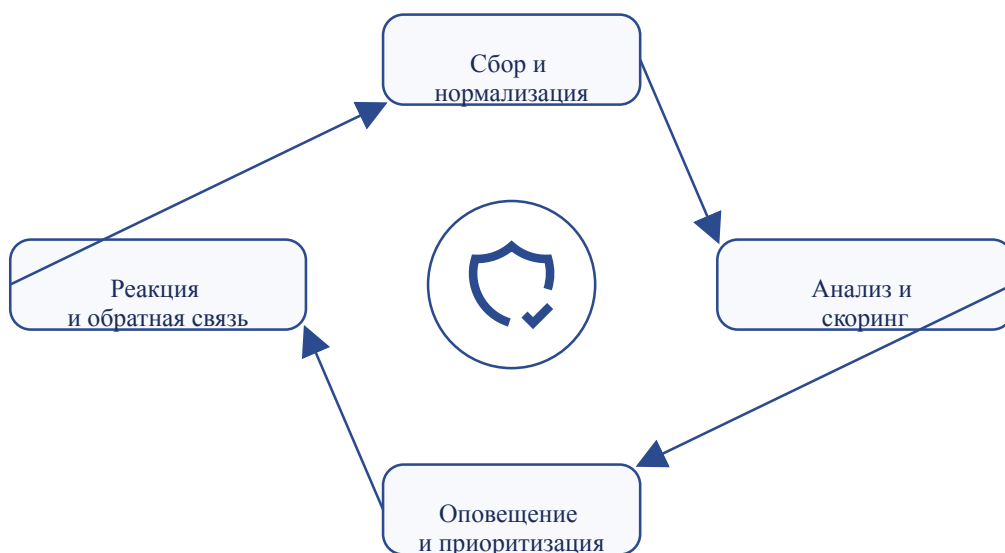 Сбор и
нормализация
Реакция
и обратная связь
Анализ и
скоринг
Оповещение
и приоритизация